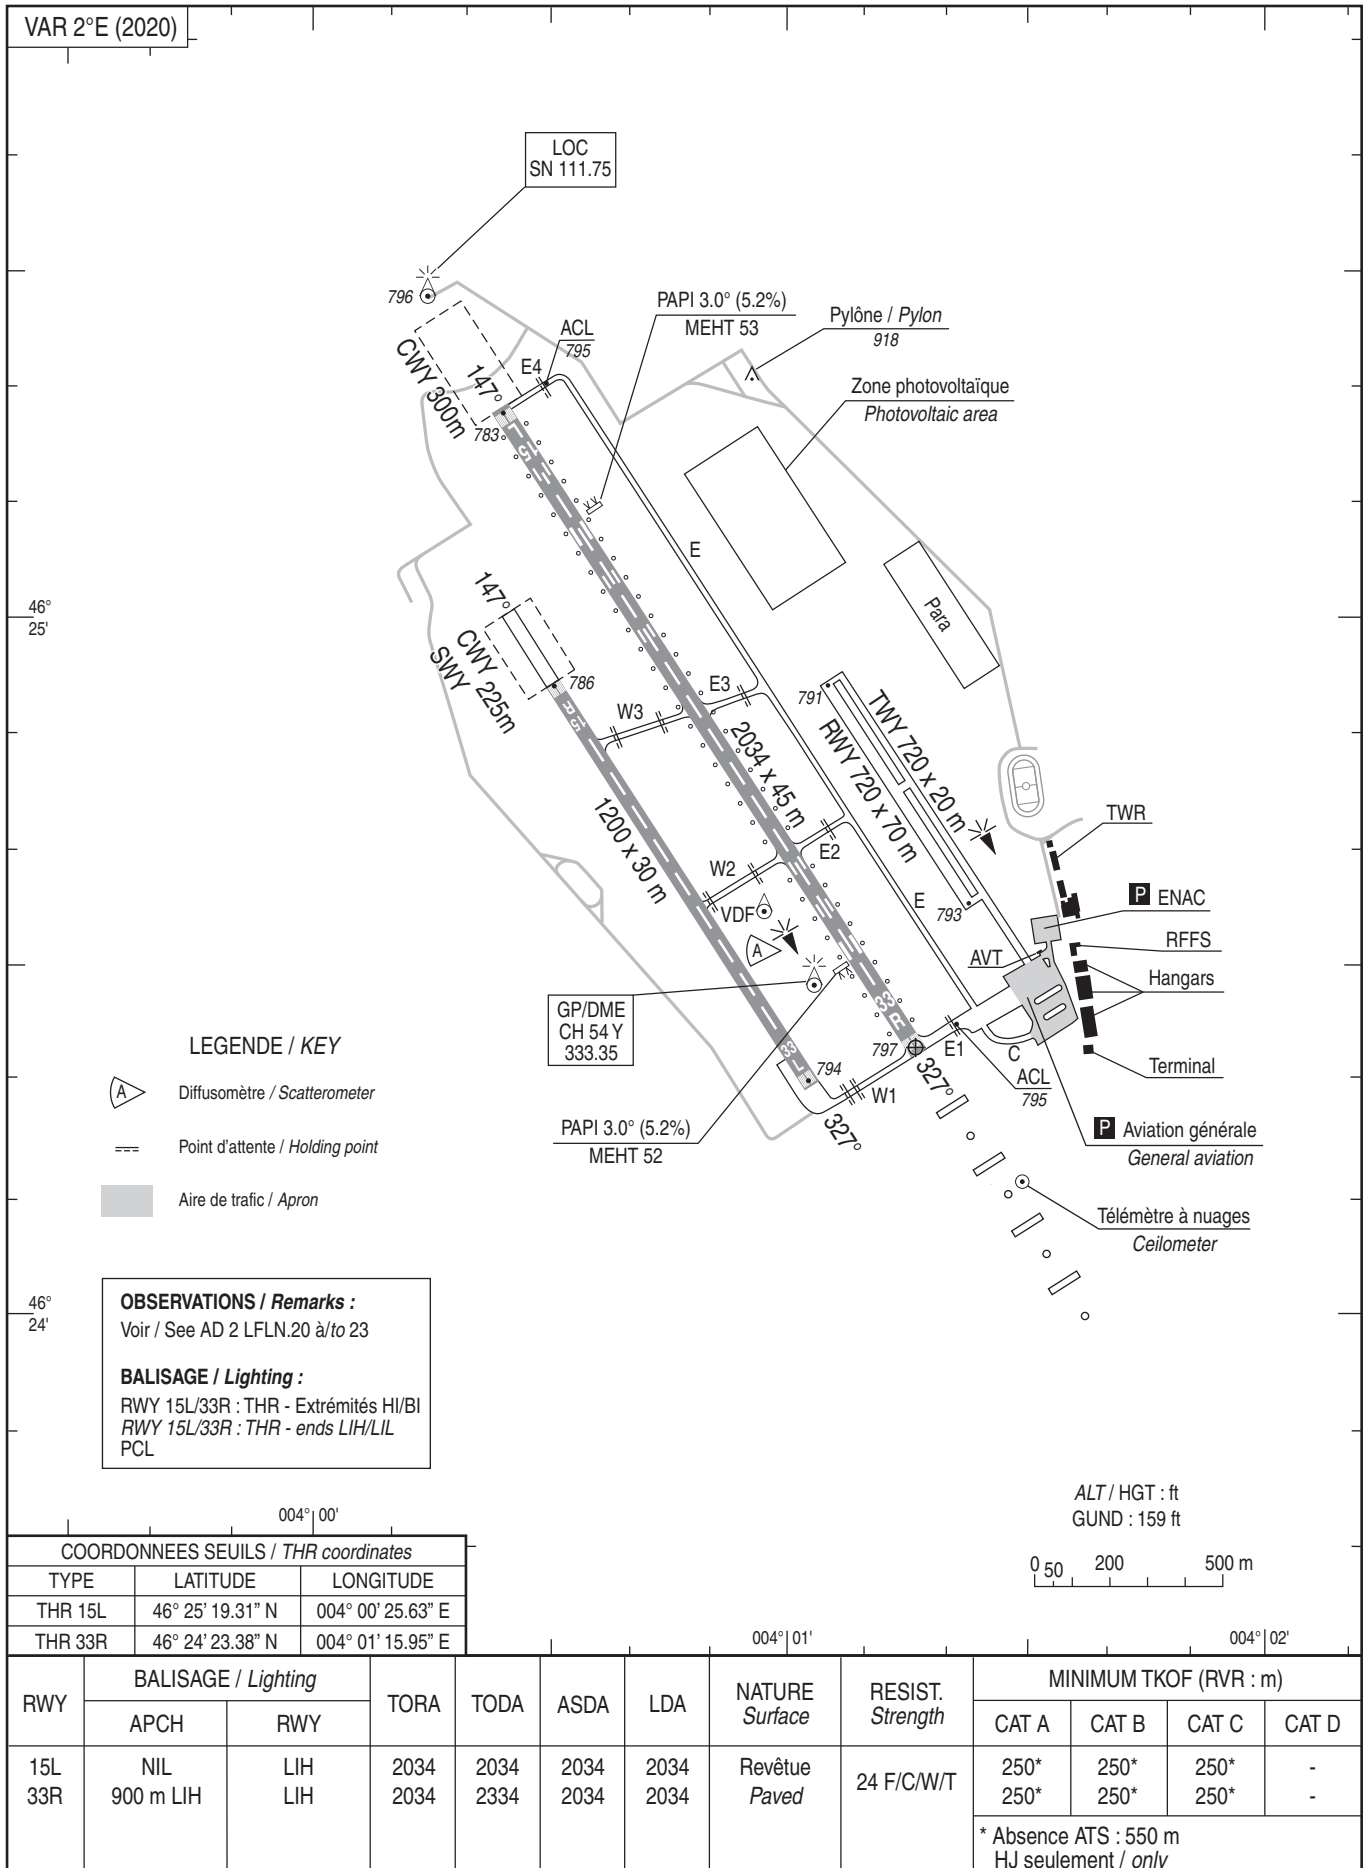 VAR 2°E (2020)
LOC
SN 111.75
796
PAPI 3.0° (5.2%)
MEHT 53
Pylône / Pylon
918
ACL
795
E4
CWY 300m
147°
783
Zone photovoltaïque
Photovoltaic area
15 L
E
Para
46°
25'
147°
CWY 225m
SWY
786
15 R
W3
E3
791
TWY 720 x 20 m
RWY 720 x 70 m
2034 x 45 m
1200 x 30 m
TWR
W2
E2
P ENAC
VDF
E
793
RFFS
A
AVT
Hangars
GP/DME
CH 54 Y
333.35
33 R
797
E1
C
Terminal
33 L
794
327°
ACL
795
W1
327°
PAPI 3.0° (5.2%)
MEHT 52
P Aviation générale
General aviation
Télémètre à nuages
Ceilometer
LEGENDE / KEY
A Diffusomètre / Scatterometer
Point d'attente / Holding point
Aire de trafic / Apron
46°
24'
OBSERVATIONS / Remarks :
Voir / See AD 2 LFLN.20 à/to 23
BALISAGE / Lighting :
RWY 15L/33R : THR - Extrémités HI/BI
RWY 15L/33R : THR - ends LIH/LIL
PCL
ALT / HGT : ft
GUND : 159 ft
0 50 200 500 m
004° 00'
004° 01'
004° 02'
COORDONNEES SEUILS / THR coordinates
TYPE LATITUDE LONGITUDE
THR 15L 46° 25' 19.31" N 004° 00' 25.63" E
THR 33R 46° 24' 23.38" N 004° 01' 15.95" E
RWY BALISAGE / Lighting TORA TODA ASDA LDA NATURE RESIST. MINIMUM TKOF (RVR : m)
Surface Strength
APCH RWY CAT A CAT B CAT C CAT D
15L NIL LIH 2034 2034 2034 2034 Revêtue 24 F/C/W/T 250* 250* 250* -
33R 900 m LIH LIH 2034 2334 2034 2034 Paved 250* 250* 250* -
* Absence ATS : 550 m
HJ seulement / only